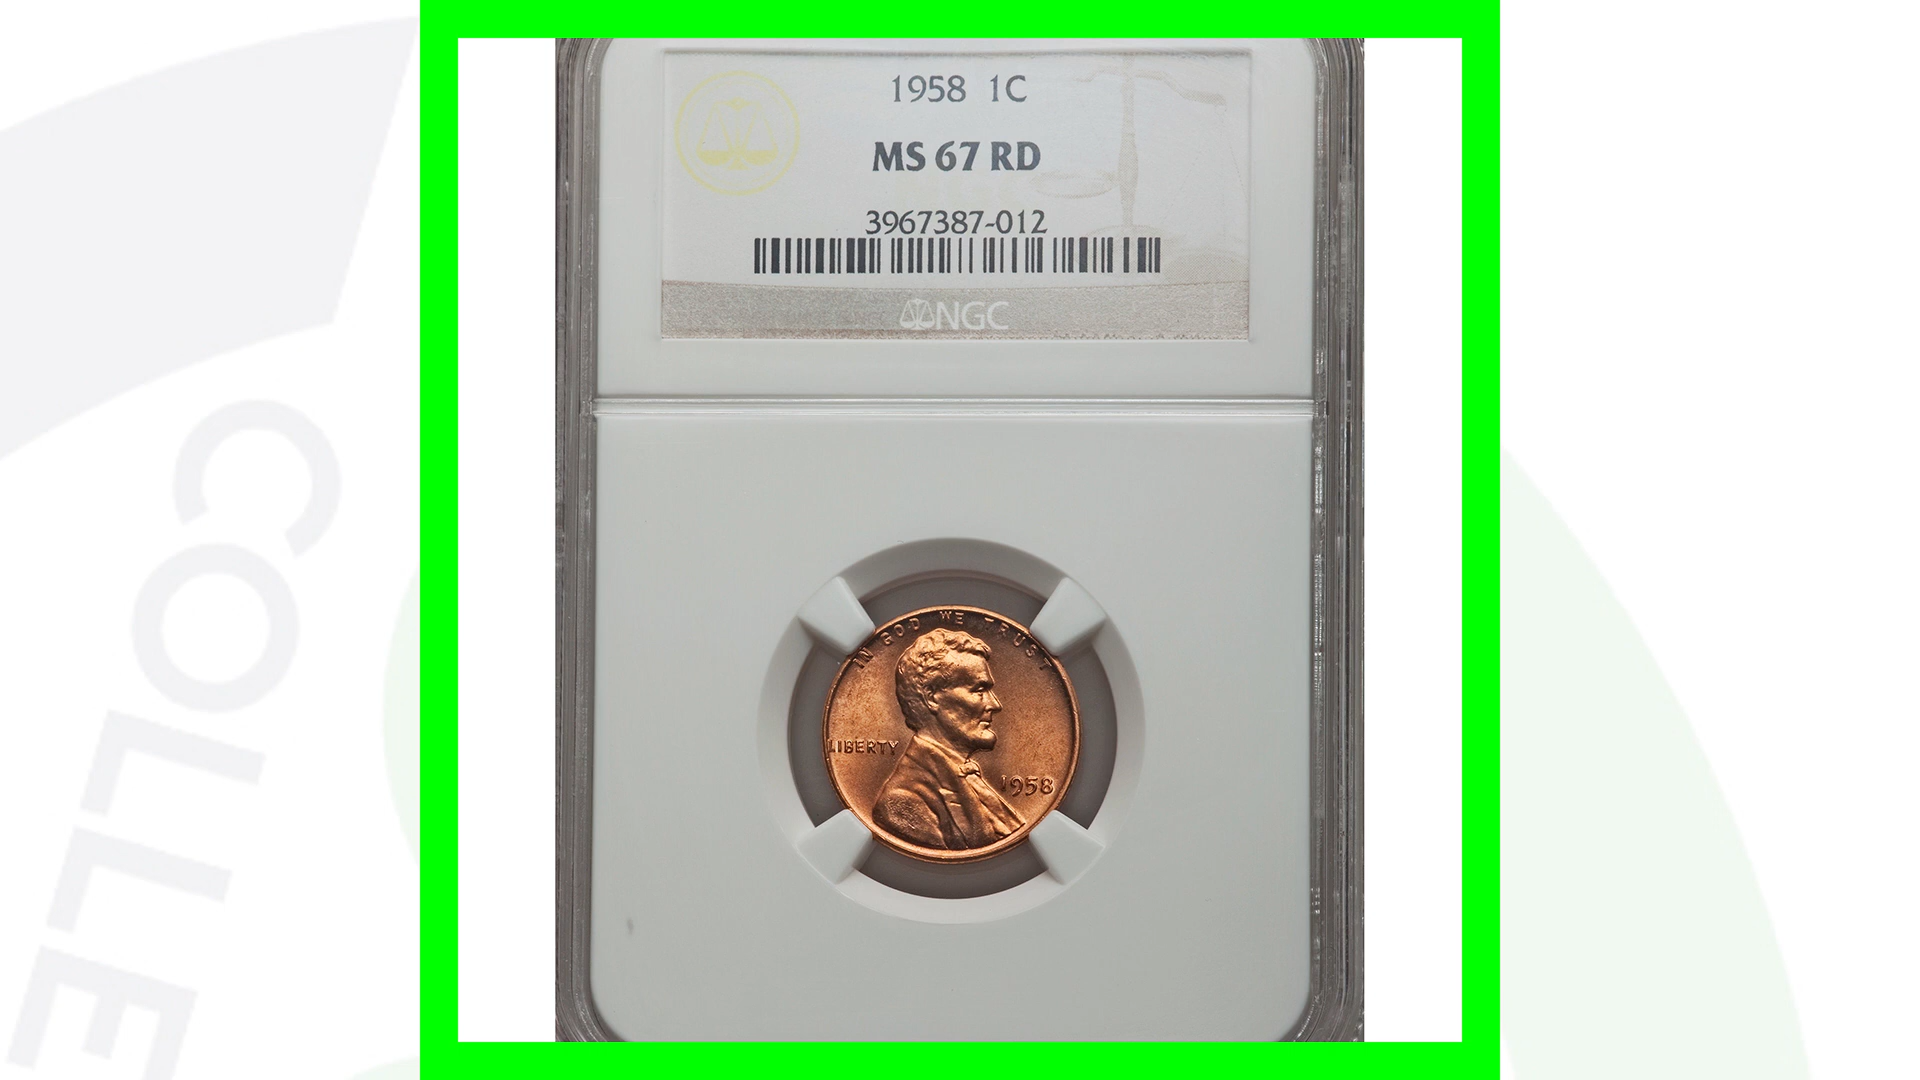 1958 1C
MS 67 RD
3967387-012
NGC
IN GOD WE TRUST
LIBERTY
1958
COLLE